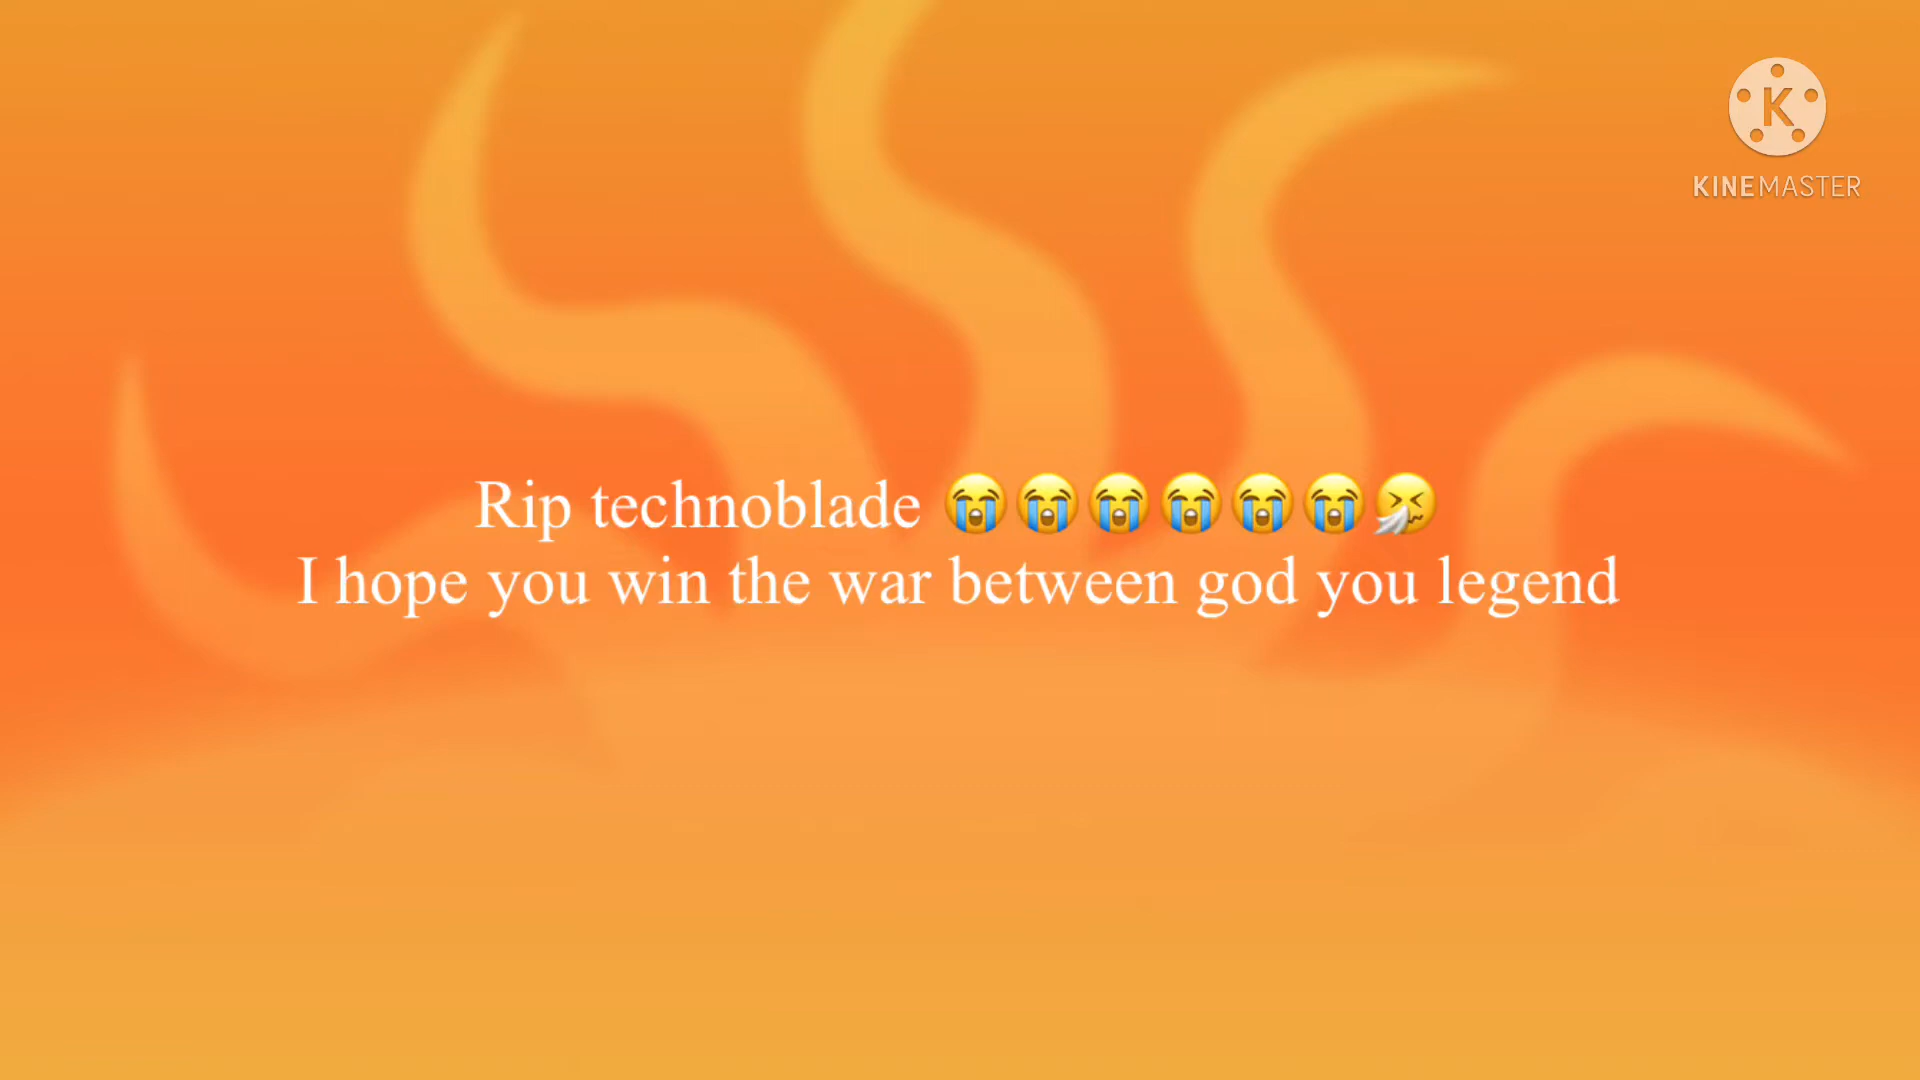 K
KINEMASTER
Rip technoblade 😭😭😭😭😭😭🤧
I hope you win the war between god you legend